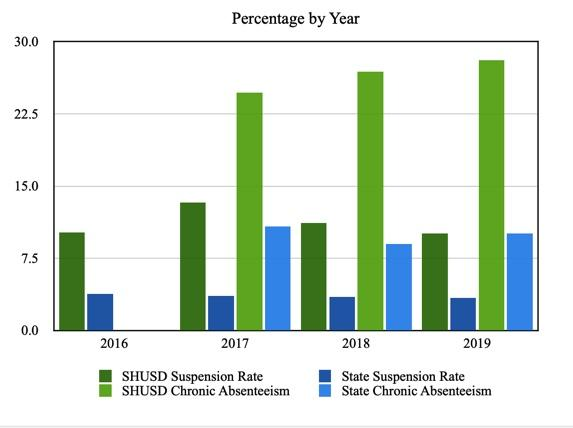 Percentage by Year
30.0
22.5
15.0
7.5
0.0
2016 2017 2018 2019
SHUSD Suspension Rate State Suspension Rate
SHUSD Chronic Absenteeism State Chronic Absenteeism